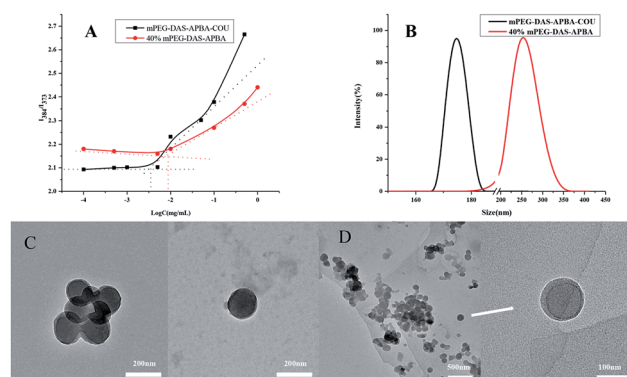 A
mPEG-DAS-APBA-COU
40% mPEG-DAS-APBA
2.7
2.6
2.5
2.4
2.3
2.2
2.1
2.0
I384/I373
-4 -3 -2 -1 0
LogC(mg/mL)
B
mPEG-DAS-APBA-COU
40% mPEG-DAS-APBA
100
80
60
40
20
0
Intensity(%)
160 180 200 250 300 350 400 450
Size(nm)
C
200nm
200nm
D
500nm
100nm